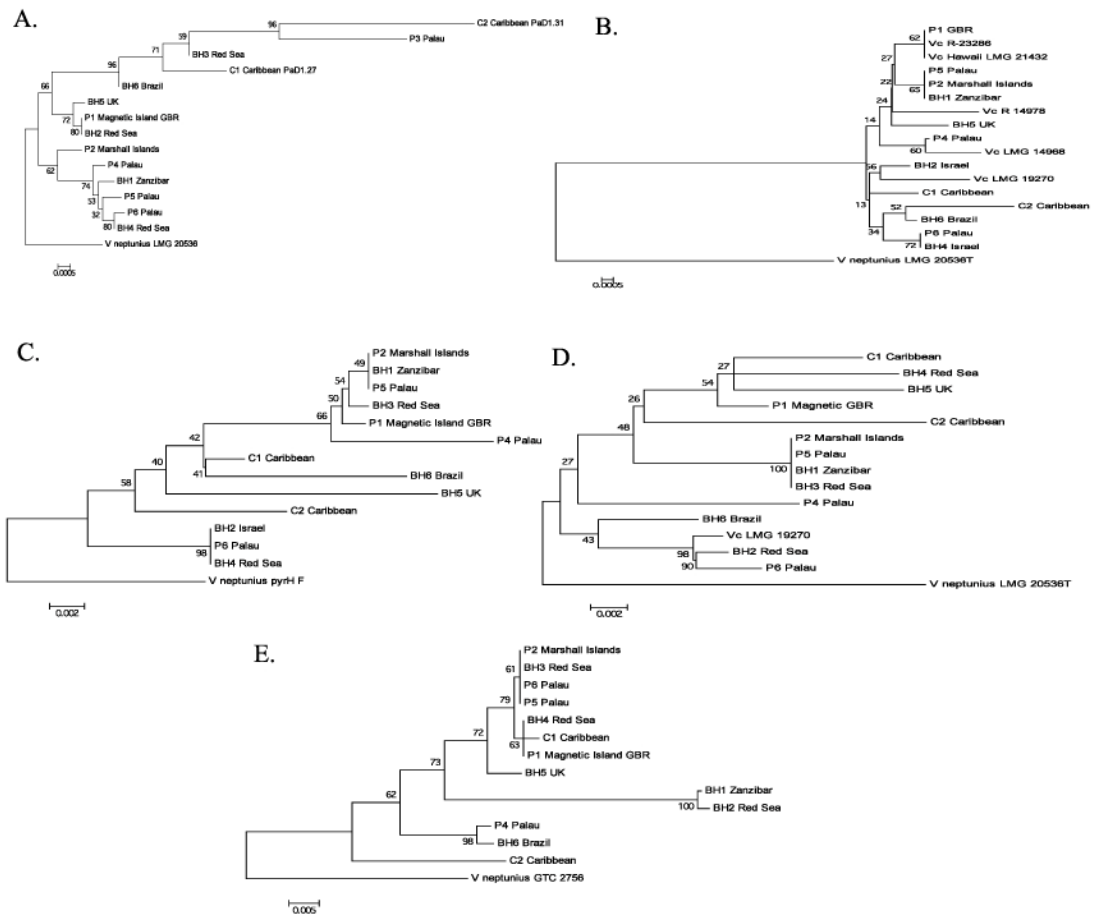 A.
96
C2 Caribbean PaD1.31
P3 Palau
59
BH3 Red Sea
71
C1 Caribbean PaD1.27
96
BH6 Brazil
66
BH5 UK
72
P1 Magnetic Island GBR
80
BH2 Red Sea
P2 Marshall Islands
62
P4 Palau
74
BH1 Zanzibar
53
P5 Palau
32
P6 Palau
80
BH4 Red Sea
V neptunius LMG 20536
0.0005
B.
P1 GBR
62
Vc R-23286
Vc Hawaii LMG 21432
27
P5 Palau
22
P2 Marshall Islands
65
BH1 Zanzibar
24
Vc R 14978
BH5 UK
14
P4 Palau
60
Vc LMG 14968
56
BH2 Israel
Vc LMG 19270
13
C1 Caribbean
52
C2 Caribbean
BH6 Brazil
34
P6 Palau
72
BH4 Israel
V neptunius LMG 20536T
0.0005
C.
P2 Marshall Islands
49
BH1 Zanzibar
54
P5 Palau
50
BH3 Red Sea
66
P1 Magnetic Island GBR
P4 Palau
42
C1 Caribbean
40
41
BH6 Brazil
58
BH5 UK
C2 Caribbean
BH2 Israel
98
P6 Palau
BH4 Red Sea
V neptunius pyrH F
0.002
D.
C1 Caribbean
27
BH4 Red Sea
54
BH5 UK
26
P1 Magnetic GBR
C2 Caribbean
48
P2 Marshall Islands
P5 Palau
100
BH1 Zanzibar
BH3 Red Sea
27
P4 Palau
BH6 Brazil
43
Vc LMG 19270
98
BH2 Red Sea
90
P6 Palau
V neptunius LMG 20536T
0.002
E.
P2 Marshall Islands
61
BH3 Red Sea
P6 Palau
79
P5 Palau
BH4 Red Sea
72
C1 Caribbean
63
P1 Magnetic Island GBR
73
BH5 UK
BH1 Zanzibar
62
100
BH2 Red Sea
P4 Palau
98
BH6 Brazil
C2 Caribbean
V neptunius GTC 2756
0.005